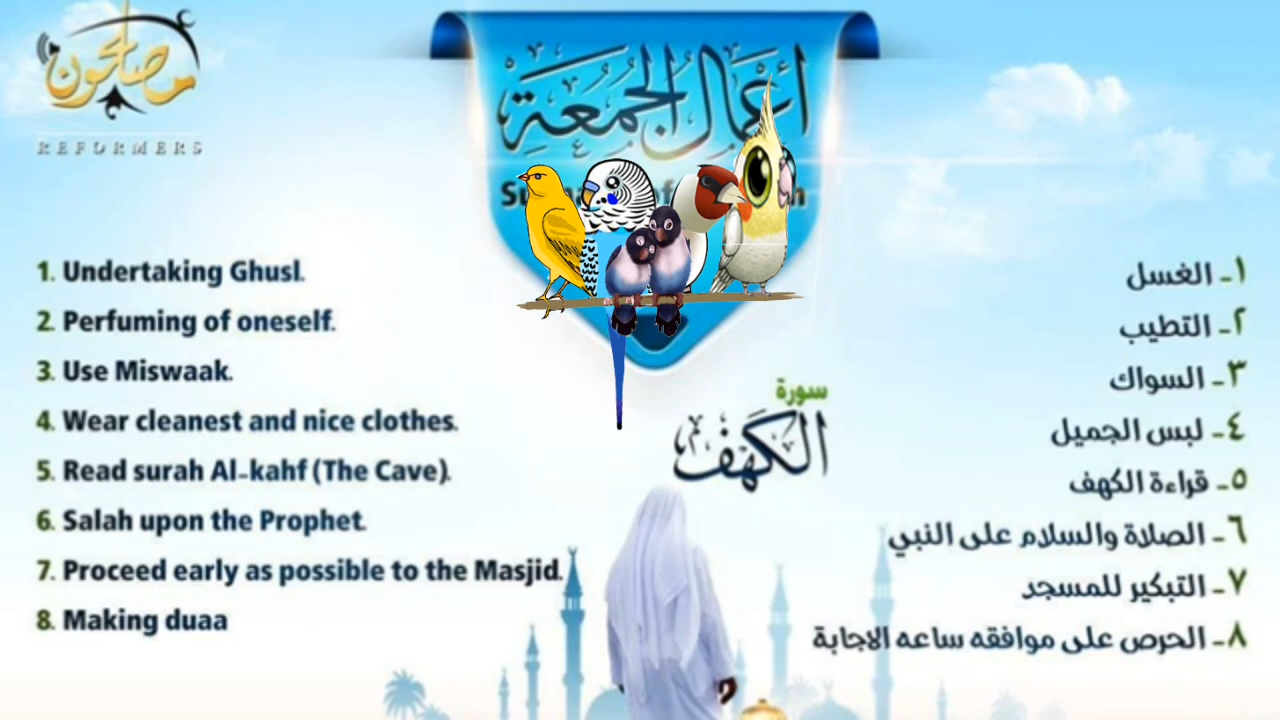 مصلحون
REFORMERS
أعمال الجمعة
1. Undertaking Ghusl.
2. Perfuming of oneself.
3. Use Miswaak.
4. Wear cleanest and nice clothes.
5. Read surah Al-kahf (The Cave).
6. Salah upon the Prophet.
7. Proceed early as possible to the Masjid.
8. Making duaa
سورة
الكهف
١- الغسل
٢- التطيب
٣- السواك
٤- لبس الجميل
٥- قراءة الكهف
٦- الصلاة والسلام على النبي
٧- التبكير للمسجد
٨- الحرص على موافقه ساعه الاجابة